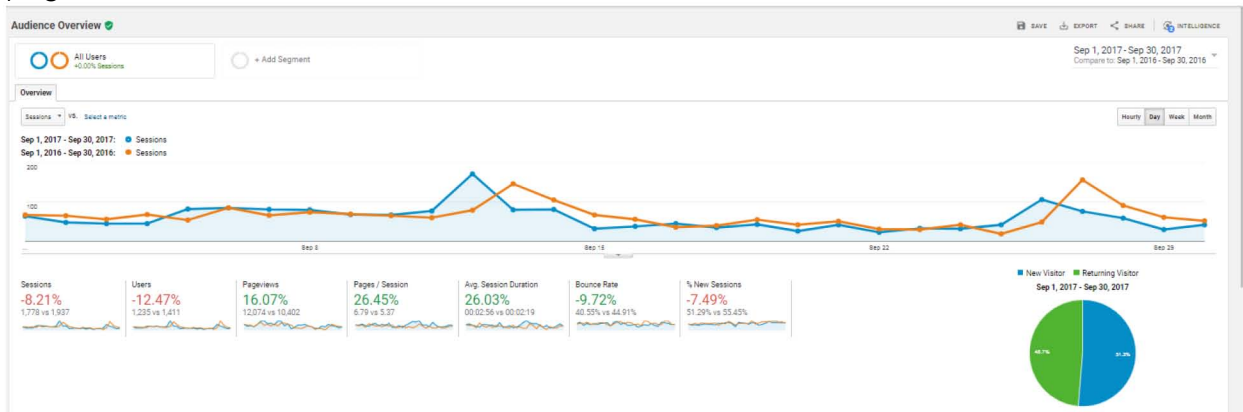 Audience Overview
SAVE EXPORT SHARE INTELLIGENCE
All Users
+0.00% Sessions
+ Add Segment
Sep 1, 2017 - Sep 30, 2017
Compare to: Sep 1, 2016 - Sep 30, 2016
Overview
Sessions VS. Select a metric
Hourly Day Week Month
Sep 1, 2017 - Sep 30, 2017: Sessions
Sep 1, 2016 - Sep 30, 2016: Sessions
200
100
... Sep 8 Sep 15 Sep 22 Sep 29
New Visitor Returning Visitor
Sep 1, 2017 - Sep 30, 2017
Sessions
-8.21%
1,778 vs 1,937
Users
-12.47%
1,235 vs 1,411
Pageviews
16.07%
12,074 vs 10,402
Pages / Session
26.45%
6.79 vs 5.37
Avg. Session Duration
26.03%
00:02:56 vs 00:02:19
Bounce Rate
-9.72%
40.55% vs 44.91%
% New Sessions
-7.49%
51.29% vs 55.45%
48.7%
51.3%